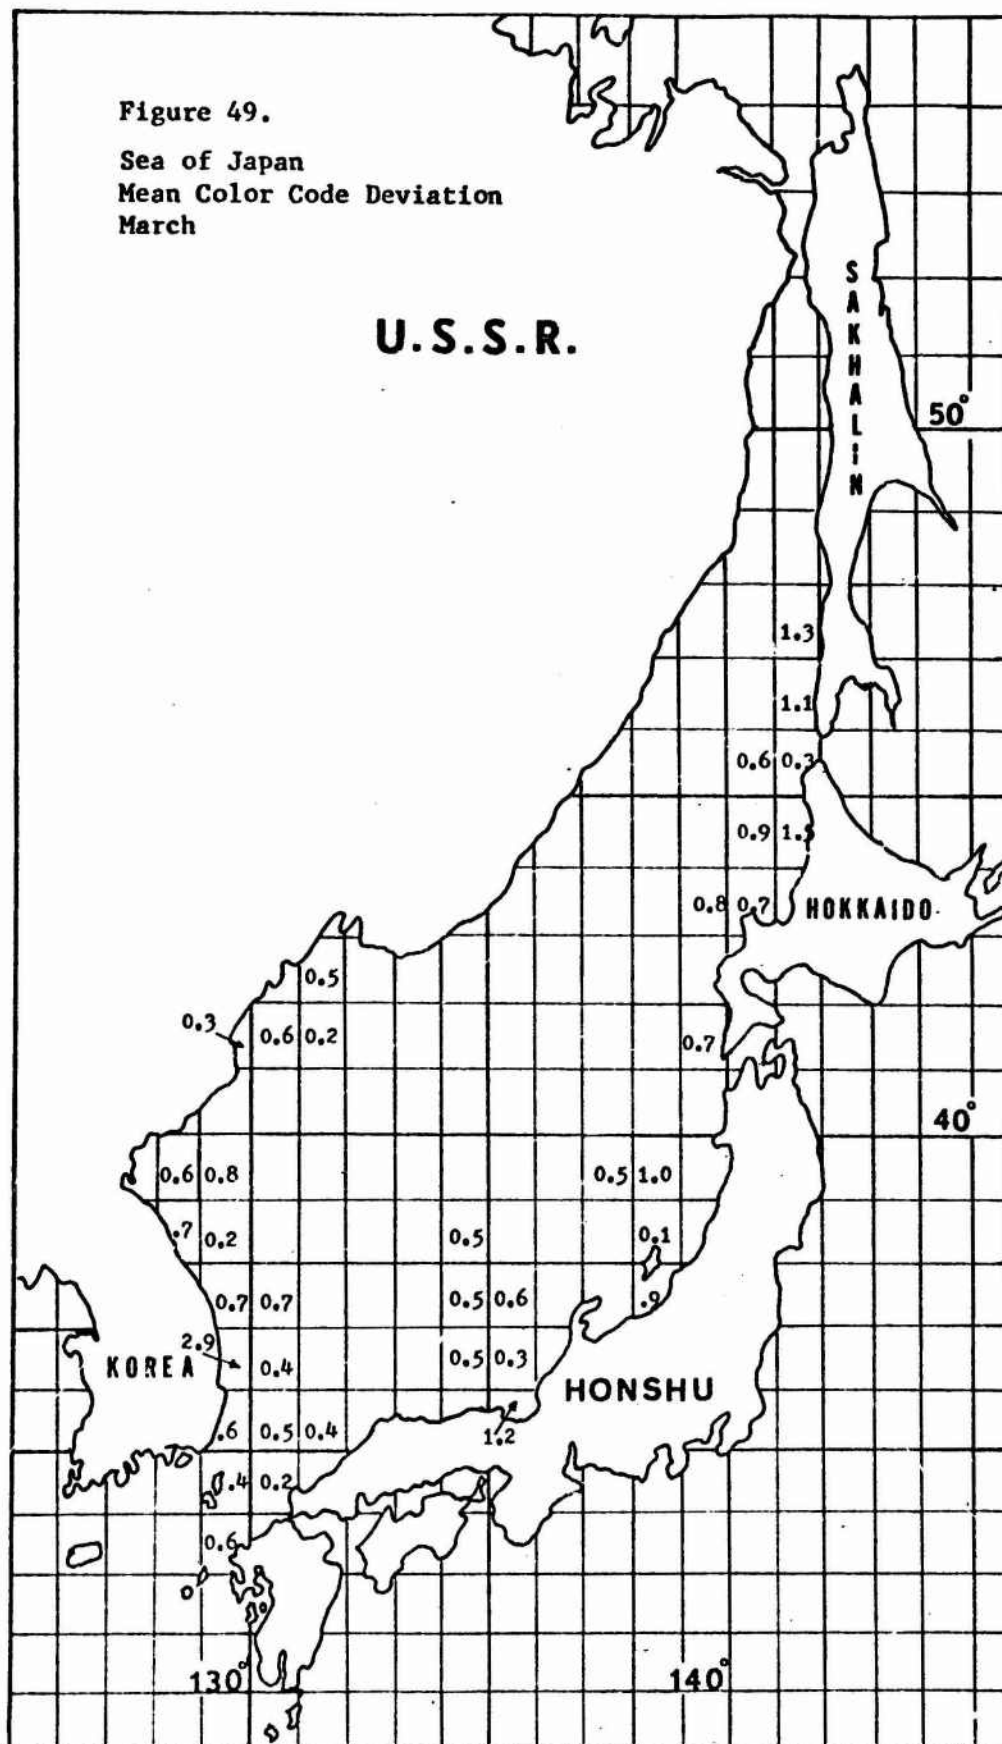 Figure 49.
Sea of Japan
Mean Color Code Deviation
March
U.S.S.R.
SAKHALIN
50°
1.3
1.1
0.6 0.3
0.9 1.5
0.8 0.7 HOKKAIDO
0.5
0.3 0.6 0.2
0.7
40°
0.6 0.8 0.5 1.0
.7 0.2 0.5 0.1
0.7 0.7 0.5 0.6 .9
2.9
KOREA 0.4 0.5 0.3
HONSHU
.6 0.5 0.4 1.2
.4 0.2
0.6
130° 140°